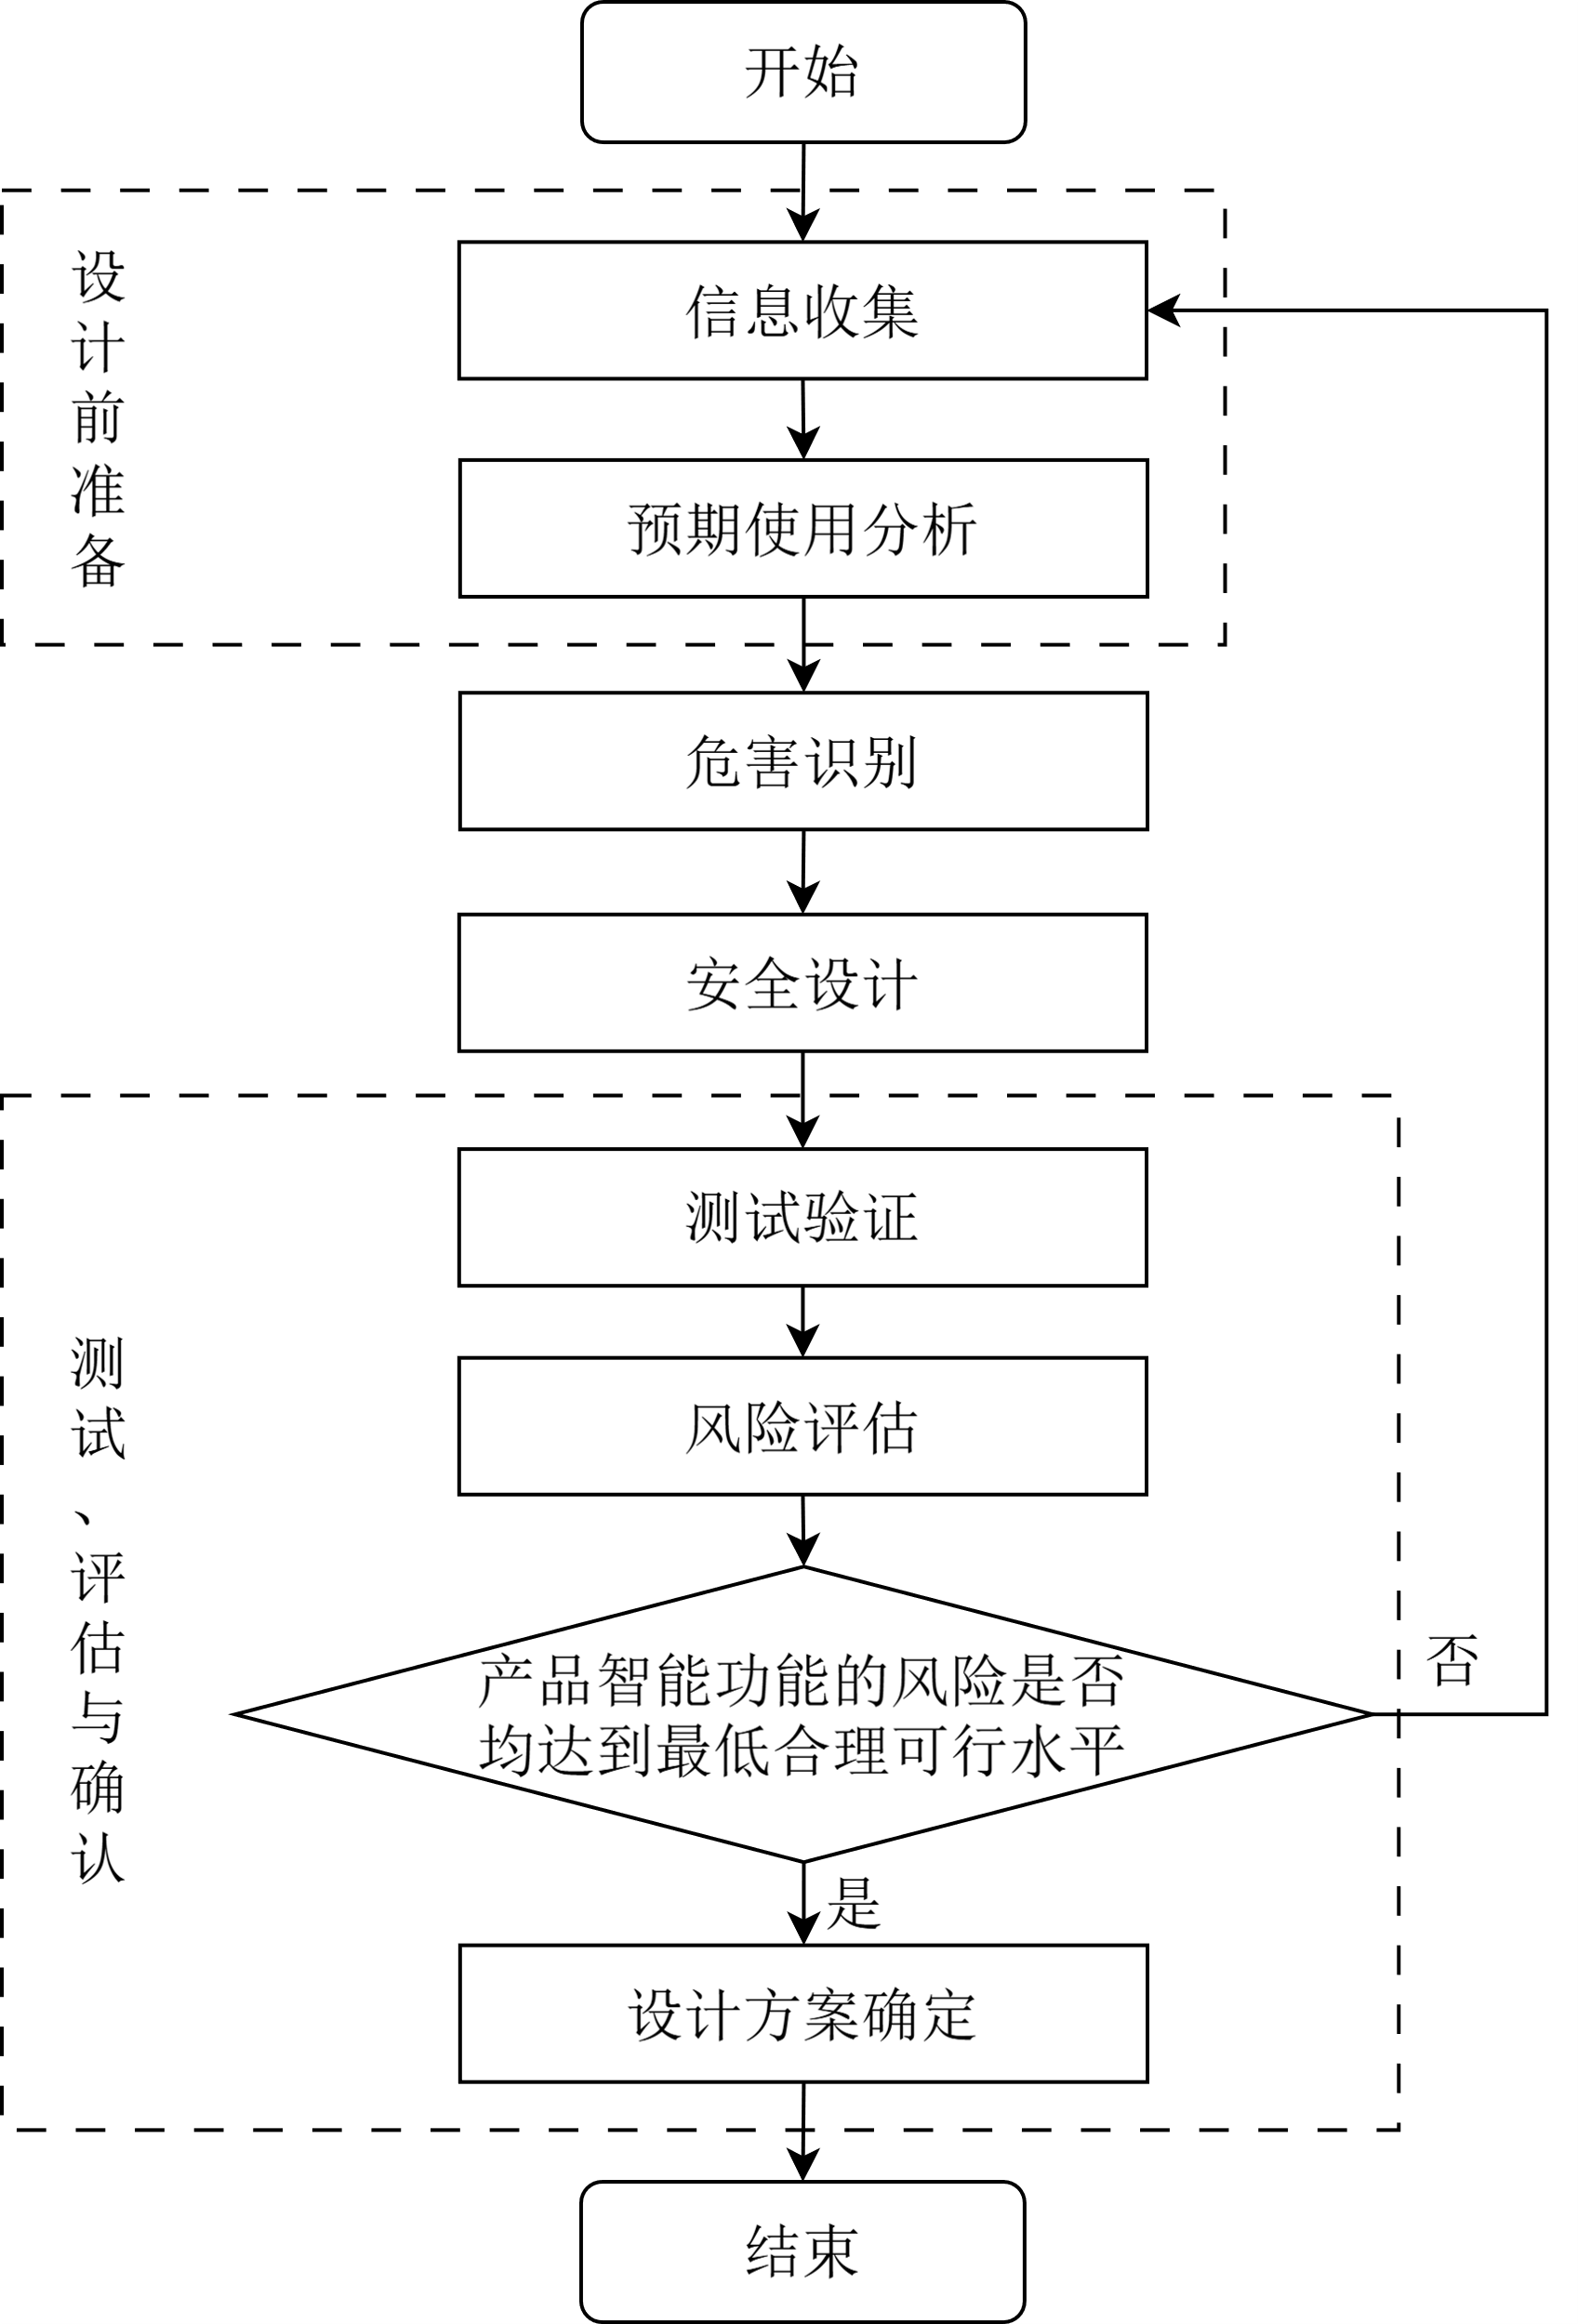 开始
设计前准备
信息收集
预期使用分析
危害识别
安全设计
测试、评估与确认
测试验证
风险评估
产品智能功能的风险是否
均达到最低合理可行水平
否
是
设计方案确定
结束